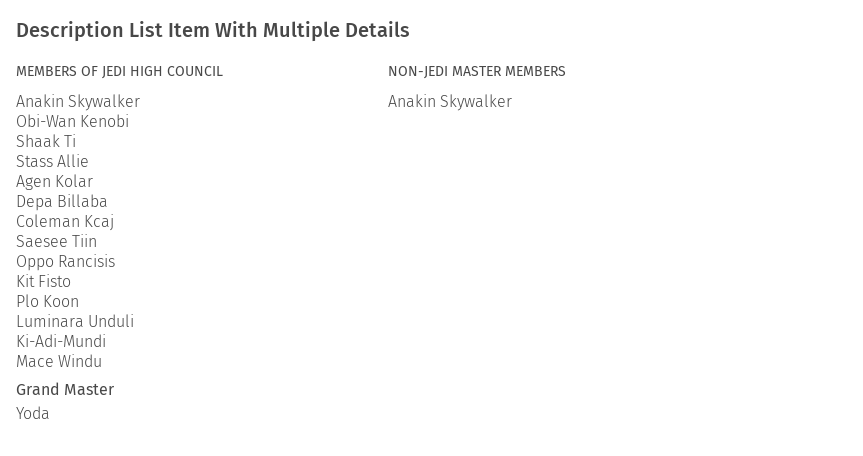 Description List Item With Multiple Details
MEMBERS OF JEDI HIGH COUNCIL
Anakin Skywalker
Obi-Wan Kenobi
Shaak Ti
Stass Allie
Agen Kolar
Depa Billaba
Coleman Kcaj
Saesee Tiin
Oppo Rancisis
Kit Fisto
Plo Koon
Luminara Unduli
Ki-Adi-Mundi
Mace Windu
Grand Master
Yoda
NON-JEDI MASTER MEMBERS
Anakin Skywalker